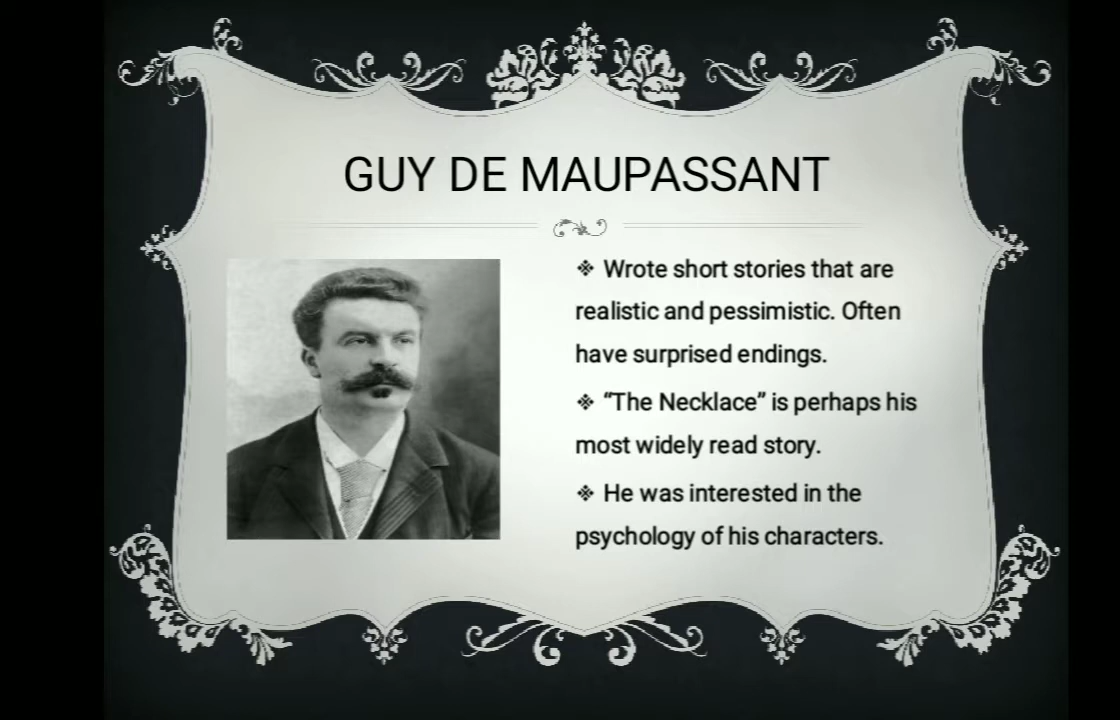 GUY DE MAUPASSANT
❖ Wrote short stories that are
realistic and pessimistic. Often
have surprised endings.
❖ “The Necklace” is perhaps his
most widely read story.
❖ He was interested in the
psychology of his characters.